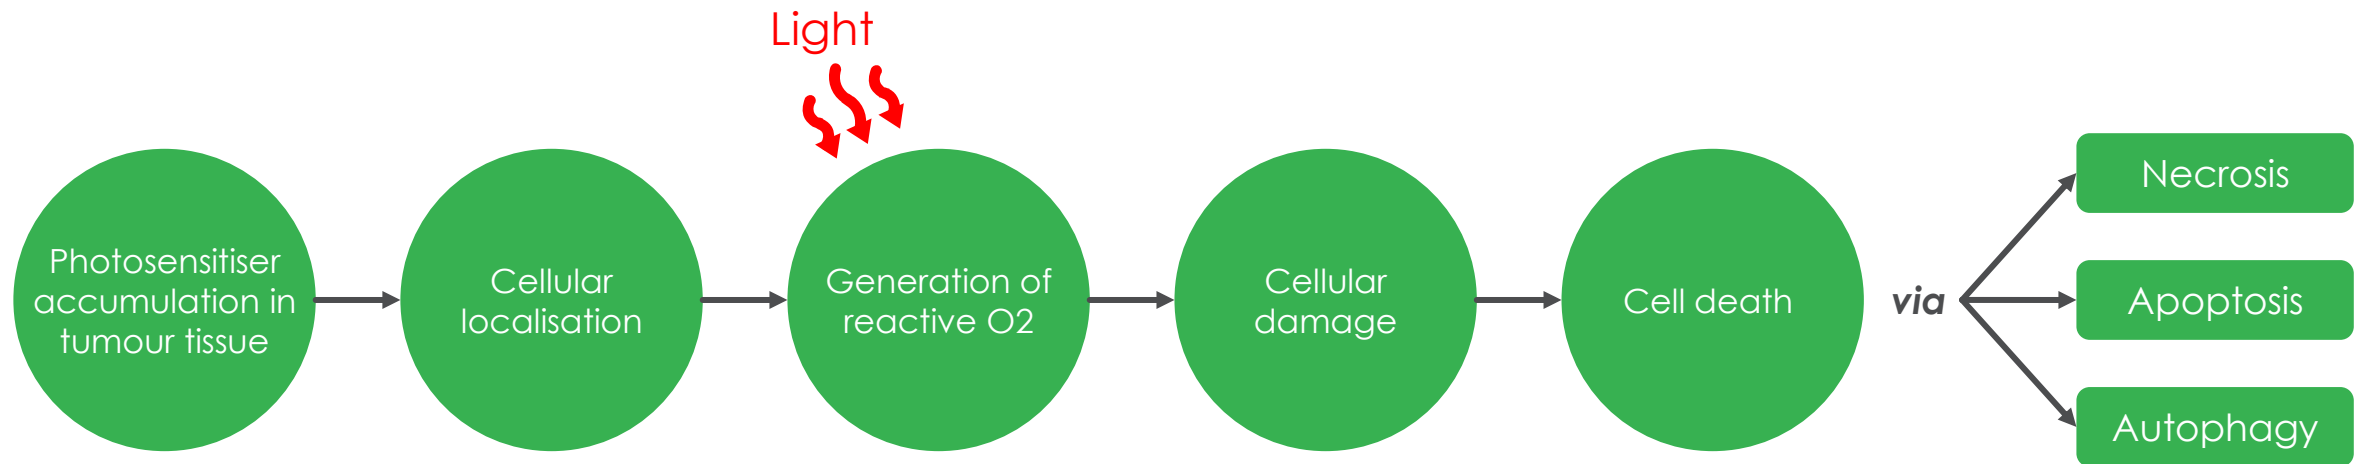 Light
Photosensitiser
accumulation in
tumour tissue
Cellular
localisation
Generation of
reactive O2
Cellular
damage
Cell death
via
Necrosis
Apoptosis
Autophagy